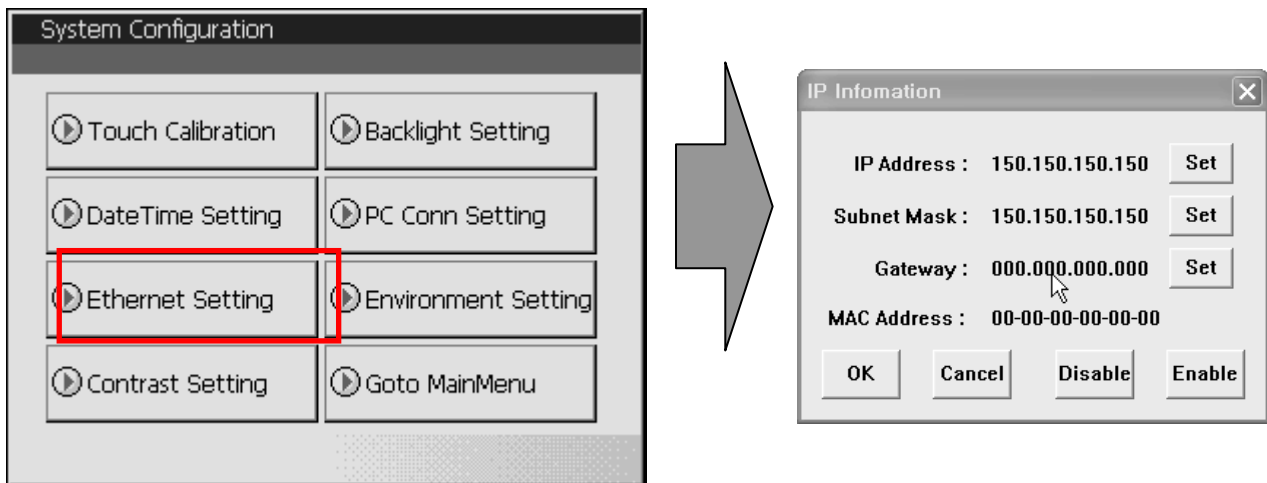 System Configuration
Touch Calibration
Backlight Setting
DateTime Setting
PC Conn Setting
Ethernet Setting
Environment Setting
Contrast Setting
Goto MainMenu
IP Infomation
IP Address : 150.150.150.150 Set
Subnet Mask : 150.150.150.150 Set
Gateway : 000.000.000.000 Set
MAC Address : 00-00-00-00-00-00
OK Cancel Disable Enable